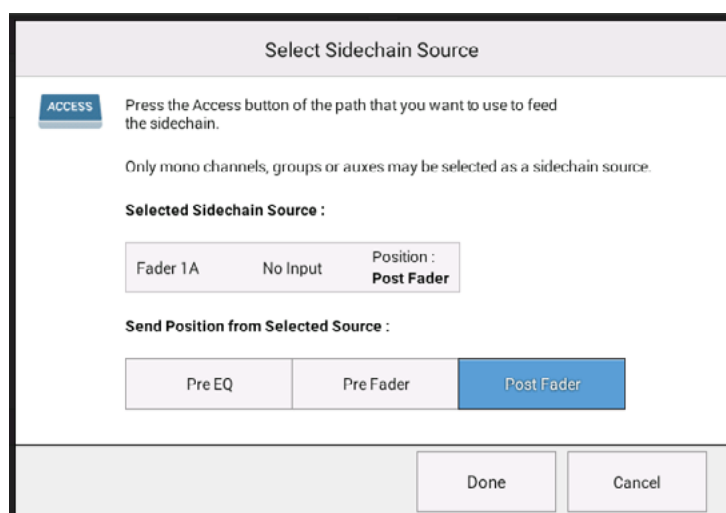 Select Sidechain Source
ACCESS
Press the Access button of the path that you want to use to feed
the sidechain.
Only mono channels, groups or auxes may be selected as a sidechain source.
Selected Sidechain Source :
Fader 1A No Input Position :
Post Fader
Send Position from Selected Source :
Pre EQ Pre Fader Post Fader
Done Cancel